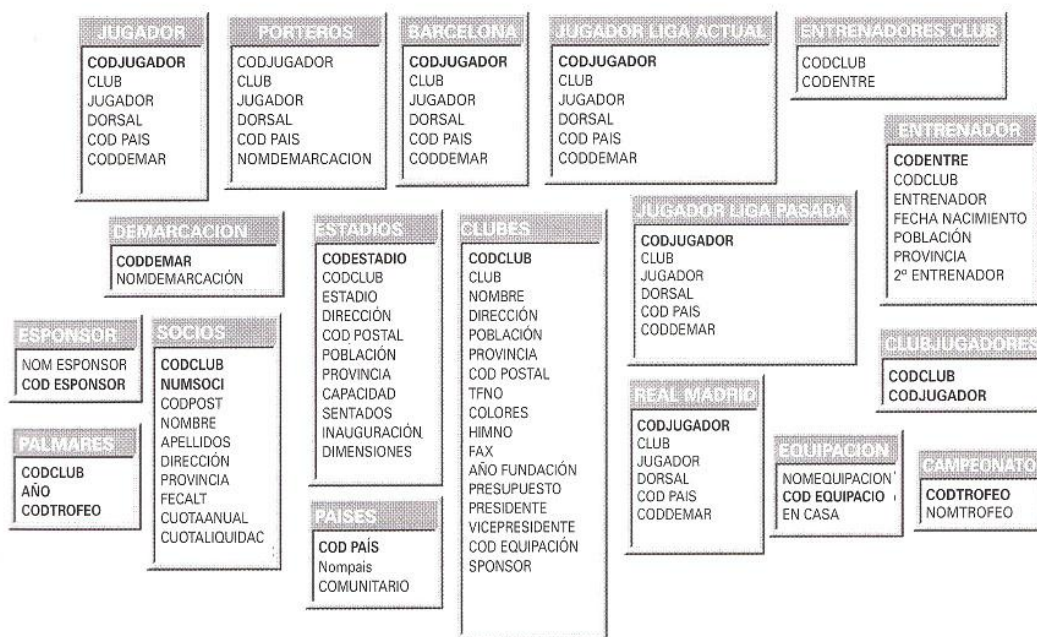 JUGADOR
CODJUGADOR
CLUB
JUGADOR
DORSAL
COD PAIS
CODDEMAR
PORTEROS
CODJUGADOR
CLUB
JUGADOR
DORSAL
COD PAIS
NOMDEMARCACION
BARCELONA
CODJUGADOR
CLUB
JUGADOR
DORSAL
COD PAIS
CODDEMAR
JUGADOR LIGA ACTUAL
CODJUGADOR
CLUB
JUGADOR
DORSAL
COD PAIS
CODDEMAR
ENTRENADORES CLUB
CODCLUB
CODENTRE
ENTRENADOR
CODENTRE
CODCLUB
ENTRENADOR
FECHA NACIMIENTO
POBLACIÓN
PROVINCIA
2º ENTRENADOR
DEMARCACION
CODDEMAR
NOMDEMARCACIÓN
ESTADIOS
CODESTADIO
CODCLUB
ESTADIO
DIRECCIÓN
COD POSTAL
POBLACIÓN
PROVINCIA
CAPACIDAD
SENTADOS
INAUGURACIÓN
DIMENSIONES
CLUBES
CODCLUB
CLUB
NOMBRE
DIRECCIÓN
POBLACIÓN
PROVINCIA
COD POSTAL
TFNO
COLORES
HIMNO
FAX
AÑO FUNDACIÓN
PRESUPUESTO
PRESIDENTE
VICEPRESIDENTE
COD EQUIPACIÓN
SPONSOR
JUGADOR LIGA PASADA
CODJUGADOR
CLUB
JUGADOR
DORSAL
COD PAIS
CODDEMAR
ESPONSOR
NOM ESPONSOR
COD ESPONSOR
SOCIOS
CODCLUB
NUMSOCI
CODPOST
NOMBRE
APELLIDOS
DIRECCIÓN
PROVINCIA
FECALT
CUOTAANUAL
CUOTALIQUIDAC
CLUBJUGADORES
CODCLUB
CODJUGADOR
PALMARES
CODCLUB
AÑO
CODTROFEO
REAL MADRID
CODJUGADOR
CLUB
JUGADOR
DORSAL
COD PAIS
CODDEMAR
EQUIPACION
NOMEQUIPACION
COD EQUIPACIO
EN CASA
CAMPEONATO
CODTROFEO
NOMTROFEO
PAISES
COD PAÍS
Nompais
COMUNITARIO